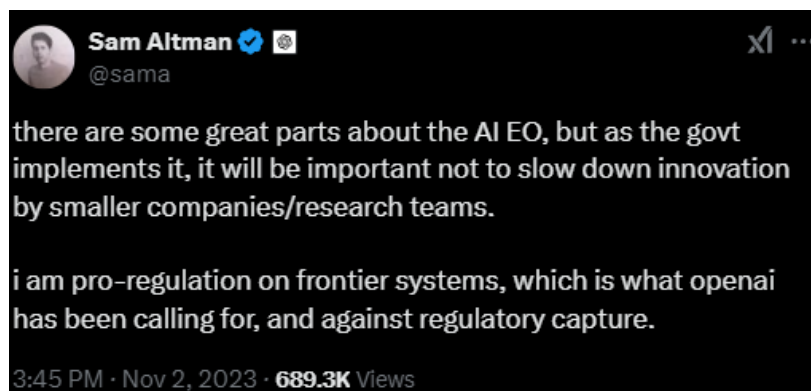 Sam Altman
@sama
there are some great parts about the AI EO, but as the govt
implements it, it will be important not to slow down innovation
by smaller companies/research teams.
i am pro-regulation on frontier systems, which is what openai
has been calling for, and against regulatory capture.
3:45 PM · Nov 2, 2023 · 689.3K Views